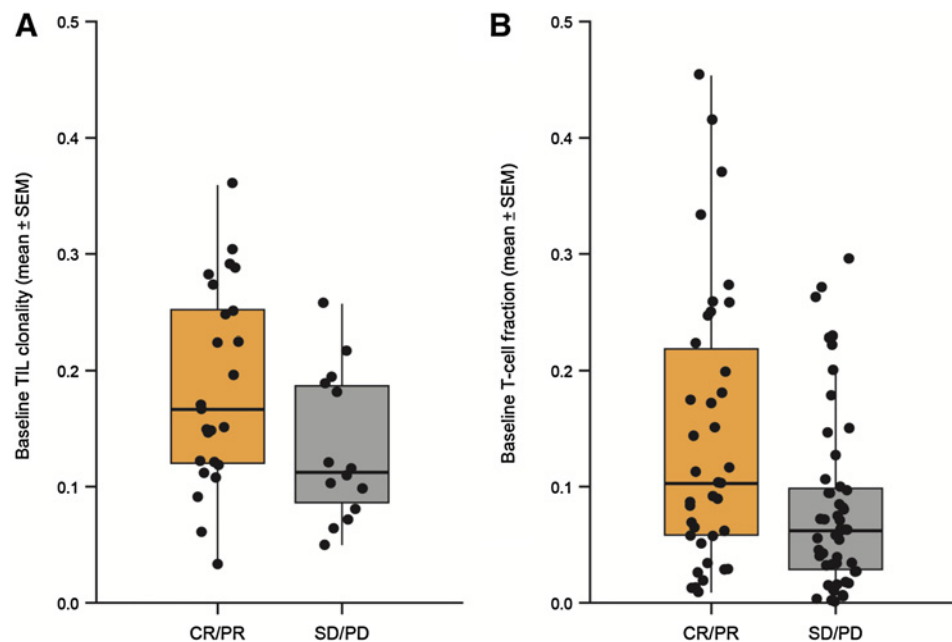 A
Baseline TIL clonality (mean ± SEM)
0.5
0.4
0.3
0.2
0.1
0.0
CR/PR SD/PD
B
Baseline T-cell fraction (mean ± SEM)
0.5
0.4
0.3
0.2
0.1
0.0
CR/PR SD/PD